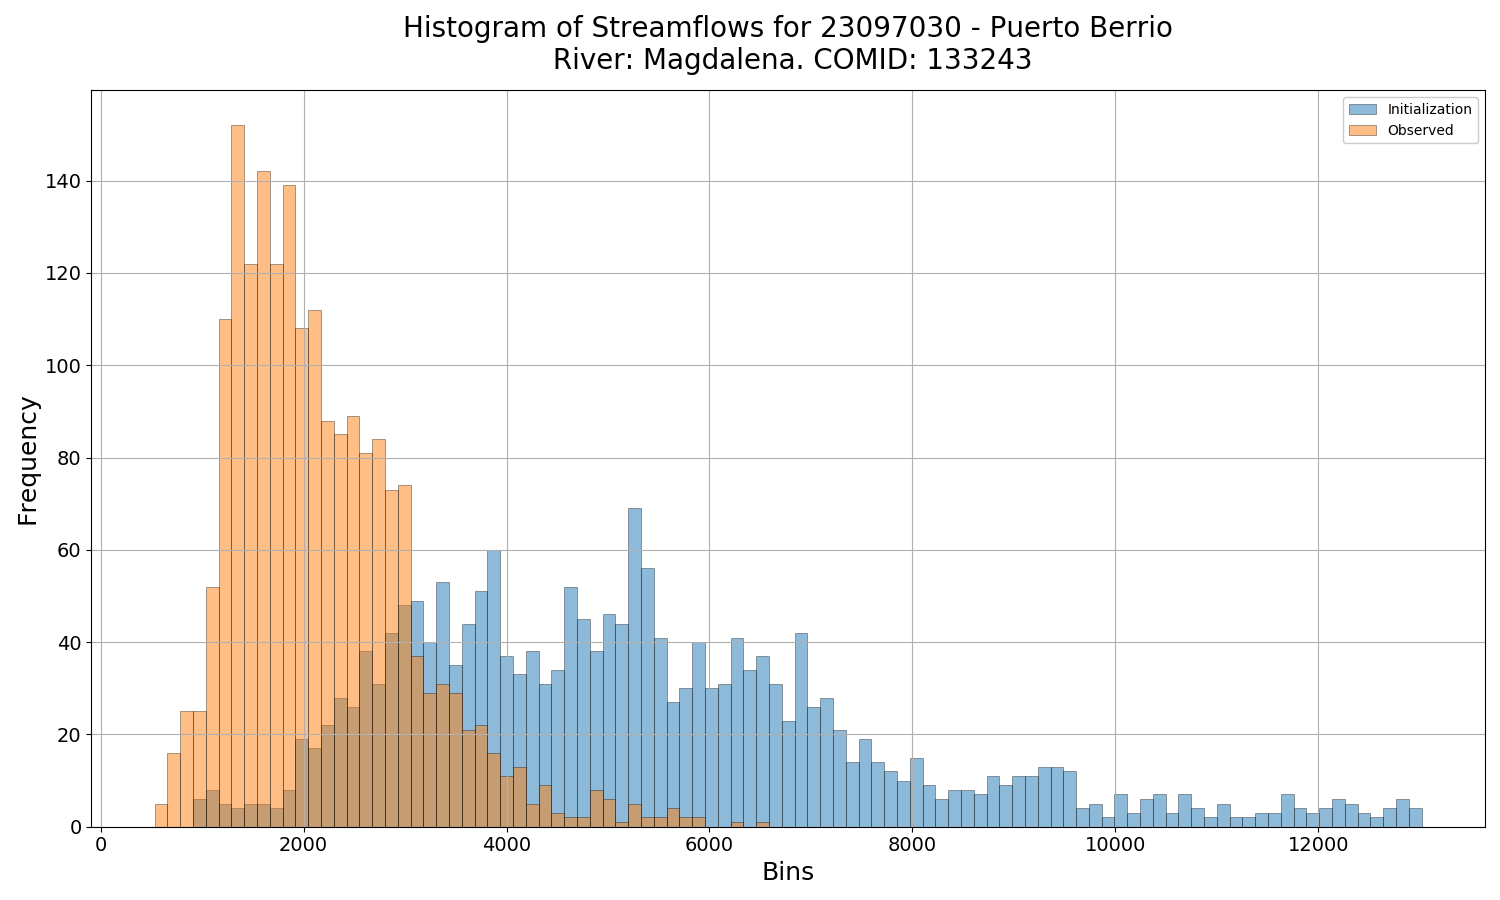 Histogram of Streamflows for 23097030 - Puerto Berrio
River: Magdalena. COMID: 133243
Initialization
Observed
Frequency
140
120
100
80
60
40
20
0
0 2000 4000 6000 8000 10000 12000
Bins